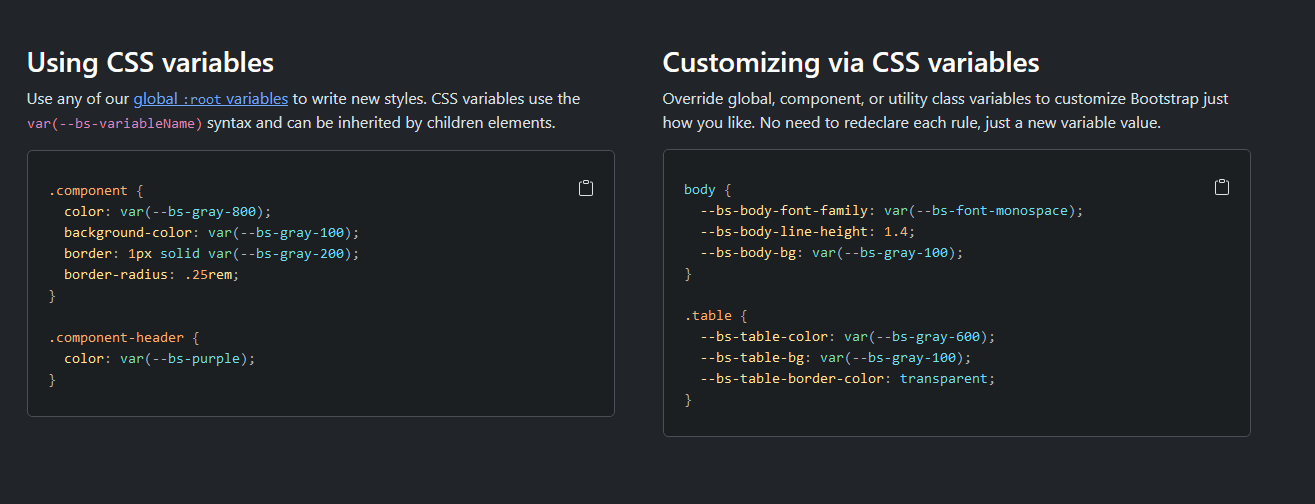 Using CSS variables
Use any of our global :root variables to write new styles. CSS variables use the
var(--bs-variableName) syntax and can be inherited by children elements.
.component {
  color: var(--bs-gray-800);
  background-color: var(--bs-gray-100);
  border: 1px solid var(--bs-gray-200);
  border-radius: .25rem;
}
.component-header {
  color: var(--bs-purple);
}
Customizing via CSS variables
Override global, component, or utility class variables to customize Bootstrap just
how you like. No need to redeclare each rule, just a new variable value.
body {
  --bs-body-font-family: var(--bs-font-monospace);
  --bs-body-line-height: 1.4;
  --bs-body-bg: var(--bs-gray-100);
}
.table {
  --bs-table-color: var(--bs-gray-600);
  --bs-table-bg: var(--bs-gray-100);
  --bs-table-border-color: transparent;
}